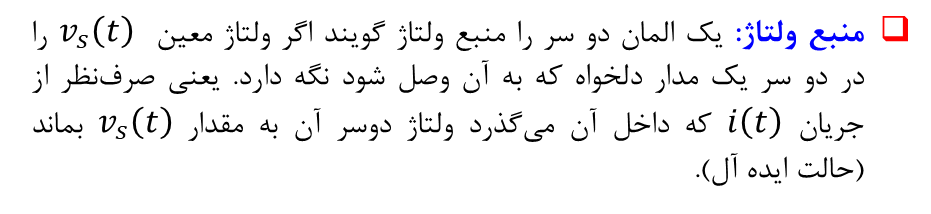 ❑ منبع ولتاژ: یک المان دو سر را منبع ولتاژ گویند اگر ولتاژ معین vS(t) را
در دو سر یک مدار دلخواه که به آن وصل شود نگه دارد. یعنی صرف‌نظر از
جریان i(t) که داخل آن می‌گذرد ولتاژ دوسر آن به مقدار vS(t) بماند
(حالت ایده آل).